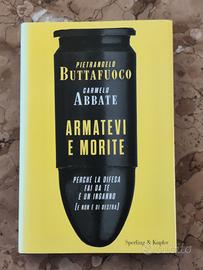 PIETRANGELO
BUTTAFUOCO
CARMELO
ABBATE
ARMATEVI
E MORITE
PERCHÉ LA DIFESA
FAI DA TE
È UN INGANNO
(E NON È DI DESTRA)
Sperling & Kupfer
subito